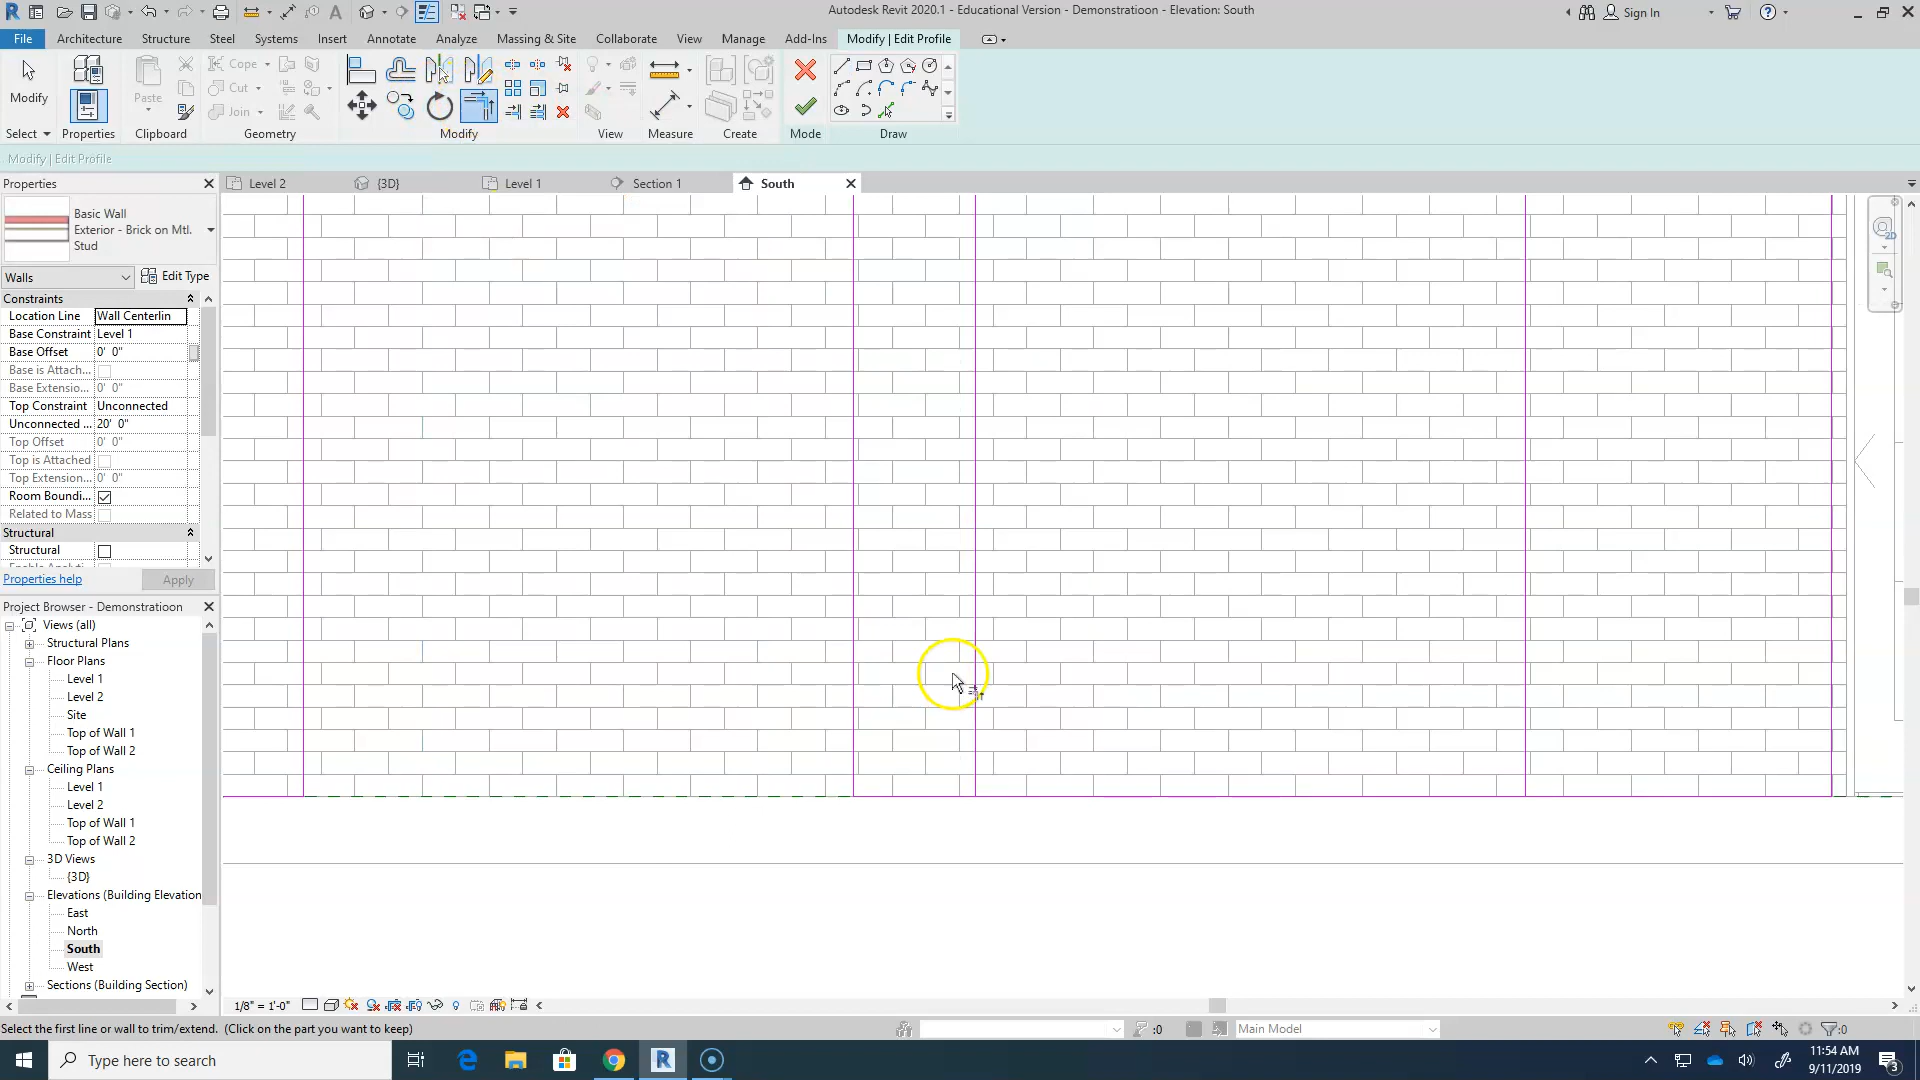 Autodesk Revit 2020.1 - Educational Version - Demonstratioon - Elevation: South
Sign In
File Architecture Structure Steel Systems Insert Annotate Analyze Massing & Site Collaborate View Manage Add-Ins Modify | Edit Profile
Modify
Paste
Cope
Cut
Join
Select Properties Clipboard Geometry Modify View Measure Create Mode Draw
Modify | Edit Profile
Properties
Level 2 {3D} Level 1 Section 1 South
Basic Wall
Exterior - Brick on Mtl.
Stud
Walls Edit Type
Constraints
Location Line Wall Centerlin
Base Constraint Level 1
Base Offset 0' 0"
Base is Attach...
Base Extensio... 0' 0"
Top Constraint Unconnected
Unconnected ... 20' 0"
Top Offset 0' 0"
Top is Attached
Top Extension... 0' 0"
Room Boundi...
Related to Mass
Structural
Structural
Properties help Apply
Project Browser - Demonstratioon
Views (all)
Structural Plans
Floor Plans
Level 1
Level 2
Site
Top of Wall 1
Top of Wall 2
Ceiling Plans
Level 1
Level 2
Top of Wall 1
Top of Wall 2
3D Views
{3D}
Elevations (Building Elevation
East
North
South
West
Sections (Building Section)
1/8" = 1'-0"
Select the first line or wall to trim/extend. (Click on the part you want to keep) :0 Main Model :0
Type here to search
11:54 AM
9/11/2019
3